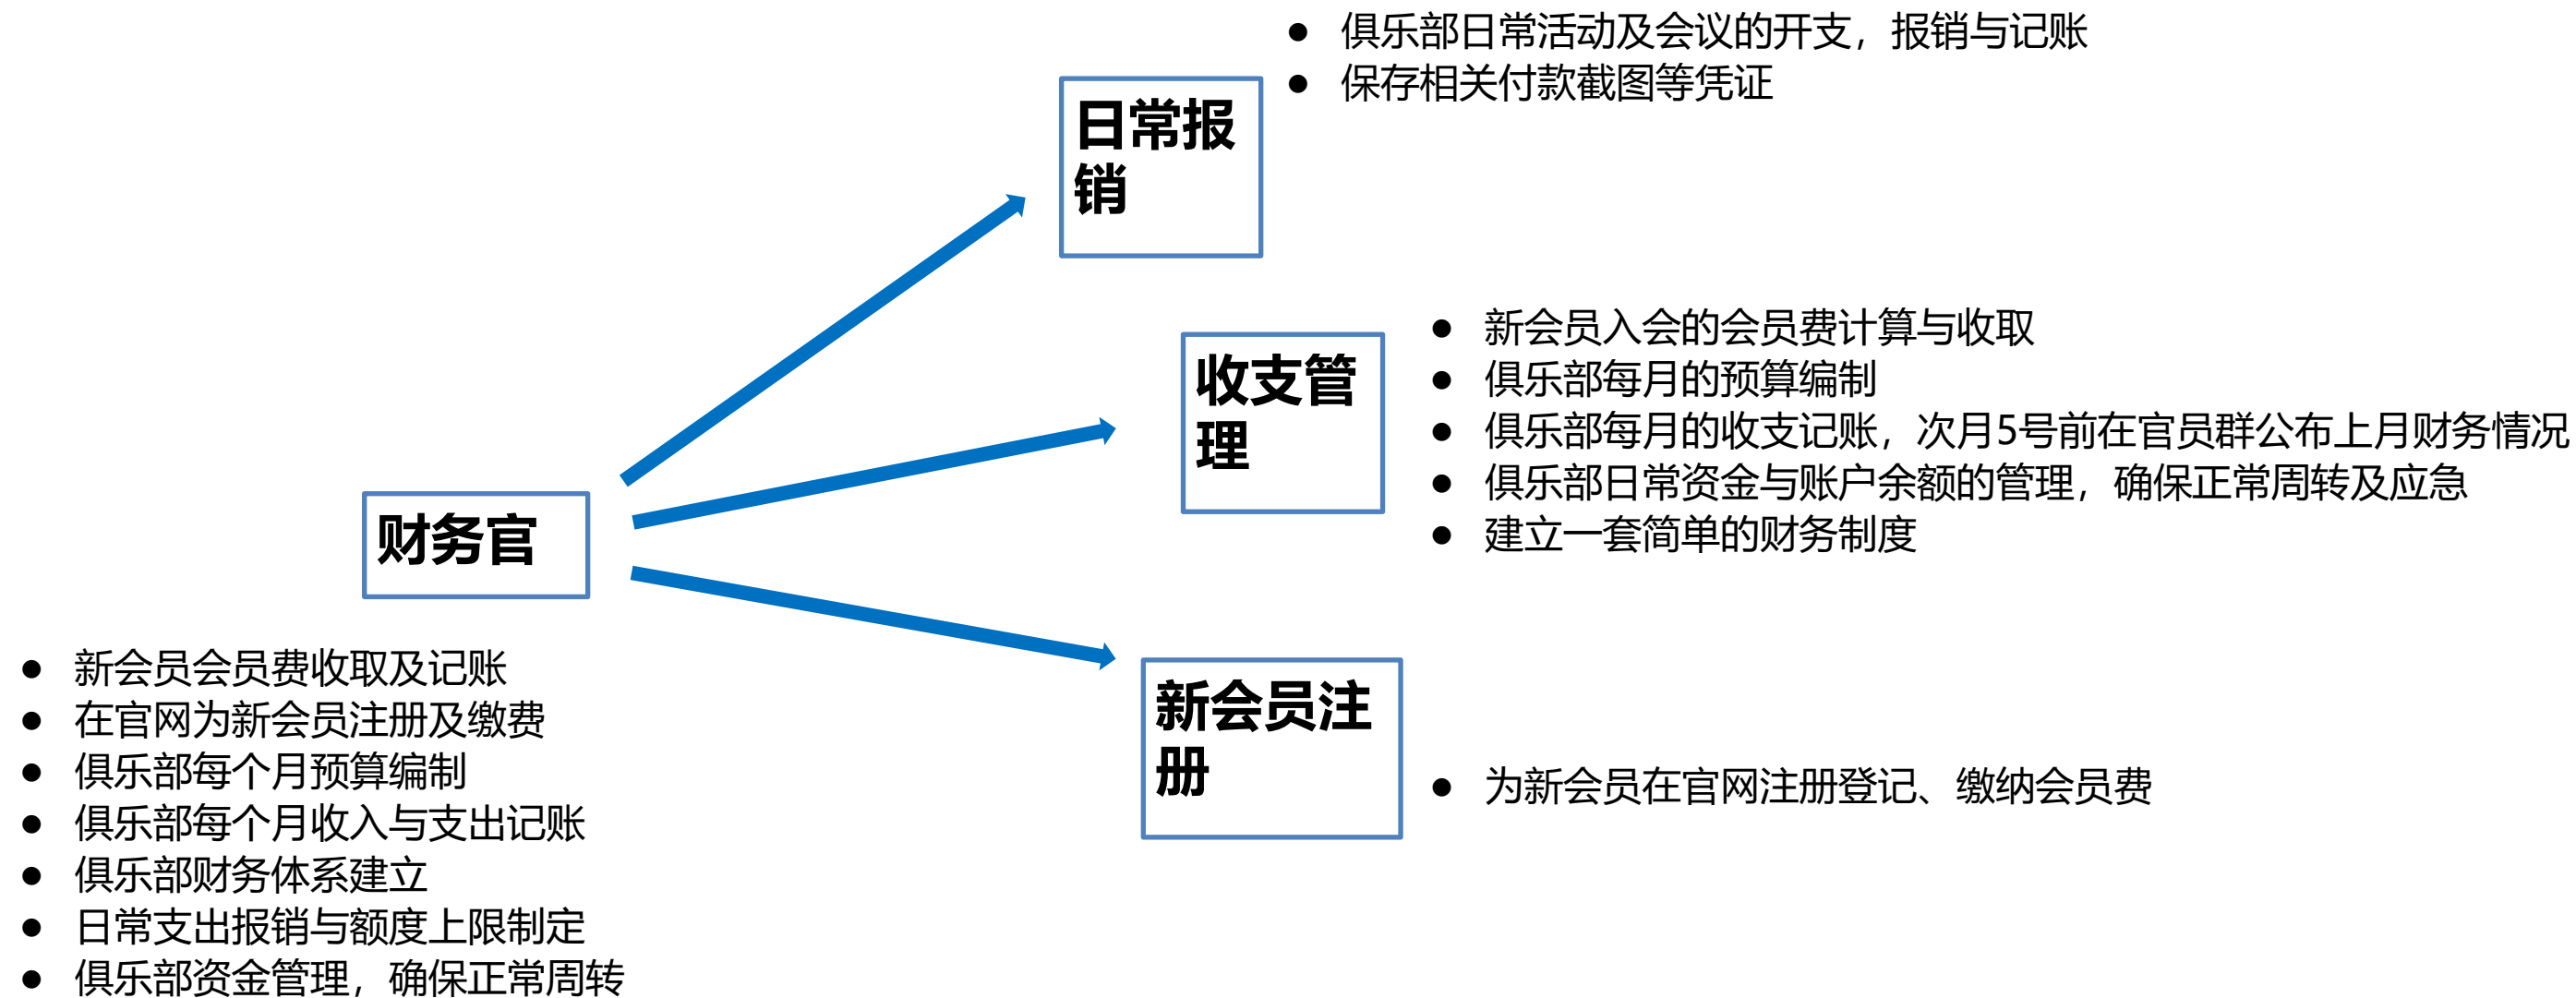 俱乐部日常活动及会议的开支，报销与记账
保存相关付款截图等凭证
日常报
销
新会员入会的会员费计算与收取
俱乐部每月的预算编制
俱乐部每月的收支记账，次月5号前在官员群公布上月财务情况
俱乐部日常资金与账户余额的管理，确保正常周转及应急
建立一套简单的财务制度
收支管
理
财务官
新会员会员费收取及记账
在官网为新会员注册及缴费
俱乐部每个月预算编制
俱乐部每个月收入与支出记账
俱乐部财务体系建立
日常支出报销与额度上限制定
俱乐部资金管理，确保正常周转
新会员注
册
为新会员在官网注册登记、缴纳会员费